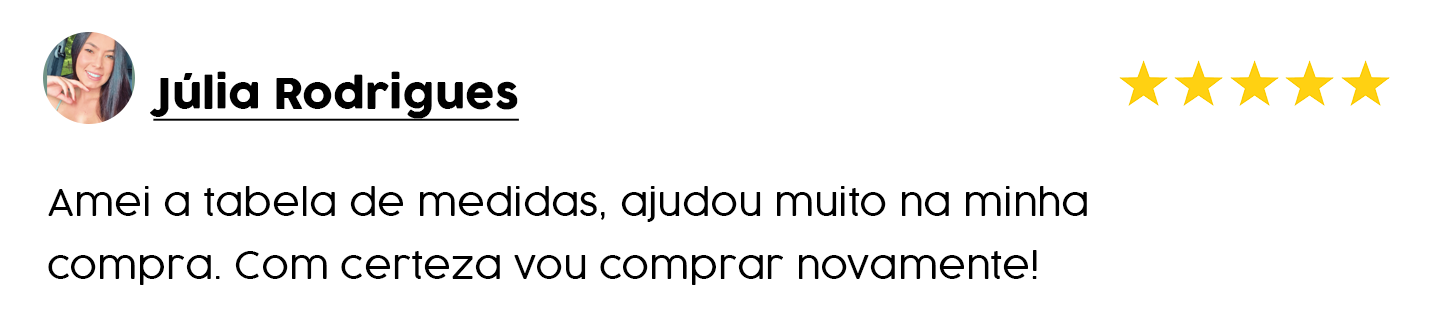 Júlia Rodrigues
Amei a tabela de medidas, ajudou muito na minha
compra. Com certeza vou comprar novamente!